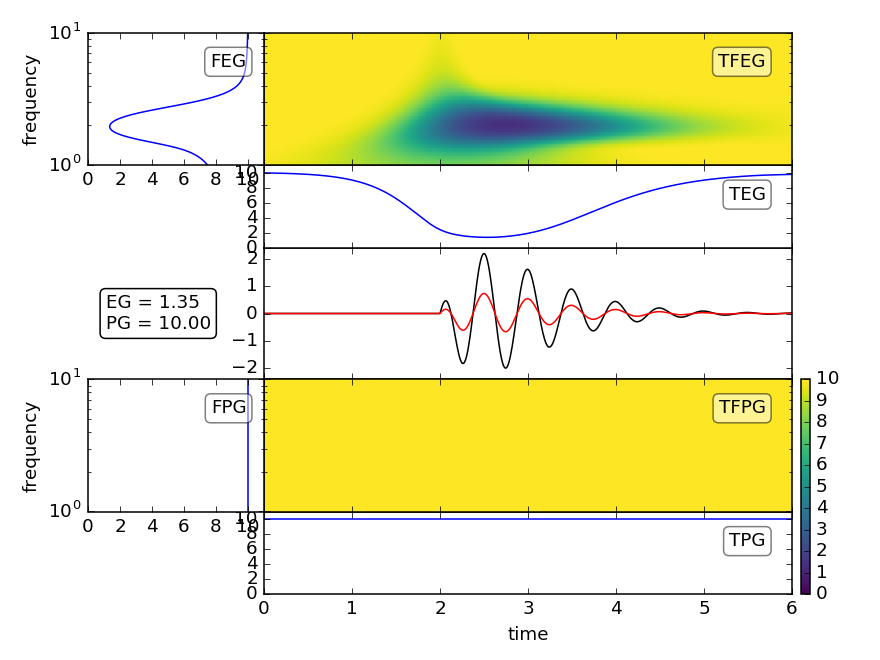 frequency
10^1
10^0
FEG
TFEG
0 2 4 6 8 10
10
8
6
4
2
0
TEG
EG = 1.35
PG = 10.00
2
1
0
−1
−2
frequency
10^1
10^0
FPG
TFPG
0 2 4 6 8 10
10
8
6
4
2
0
TPG
0 1 2 3 4 5 6
time
10
9
8
7
6
5
4
3
2
1
0